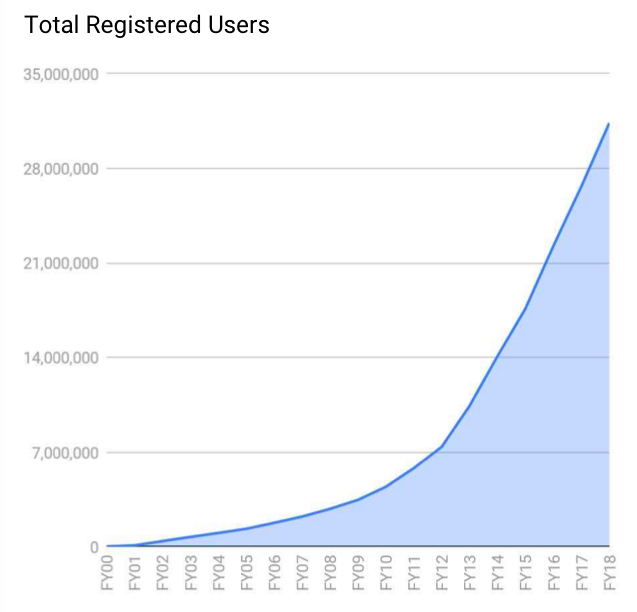 Total Registered Users
35,000,000
28,000,000
21,000,000
14,000,000
7,000,000
0
FY00
FY01
FY02
FY03
FY04
FY05
FY06
FY07
FY08
FY09
FY10
FY11
FY12
FY13
FY14
FY15
FY16
FY17
FY18